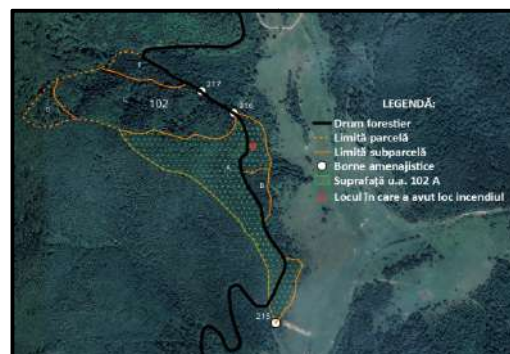 217
102
216
A
B
215
LEGENDĂ:
Drum forestier
Limită parcelă
Limită subparcelă
Borne amenajistice
Suprafață u.a. 102 A
Locul în care a avut loc incendiul